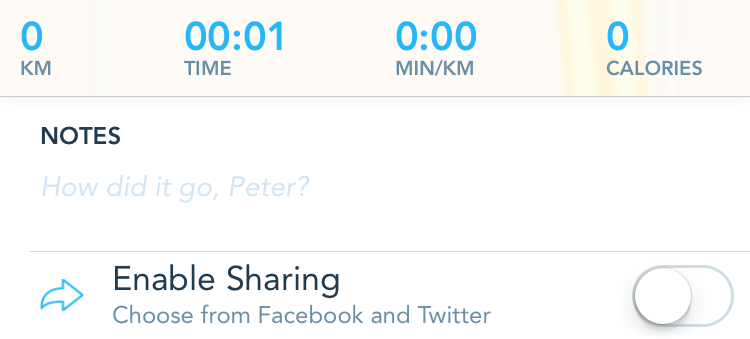 0 00:01 0:00 0
KM TIME MIN/KM CALORIES
NOTES
How did it go, Peter?
Enable Sharing
Choose from Facebook and Twitter